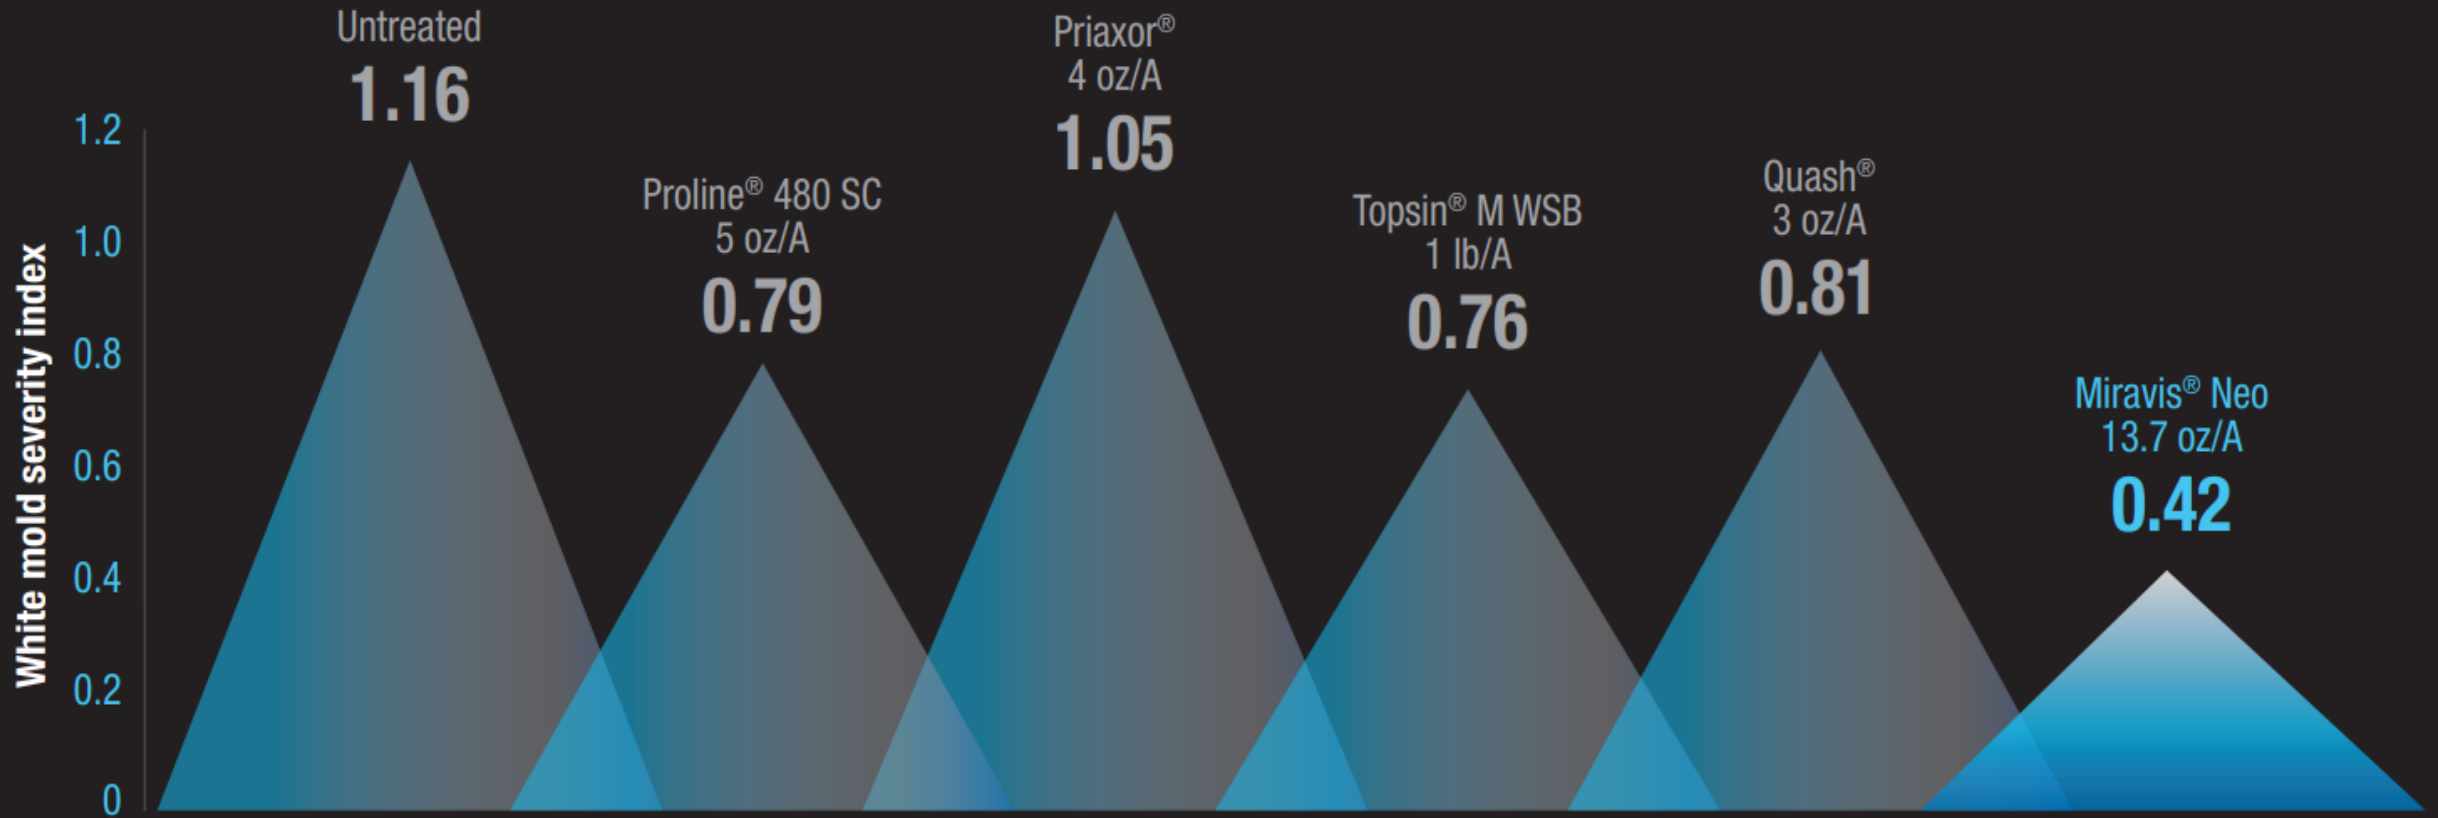 White mold severity index
1.2
1.0
0.8
0.6
0.4
0.2
0
Untreated
1.16
Proline® 480 SC
5 oz/A
0.79
Priaxor®
4 oz/A
1.05
Topsin® M WSB
1 lb/A
0.76
Quash®
3 oz/A
0.81
Miravis® Neo
13.7 oz/A
0.42